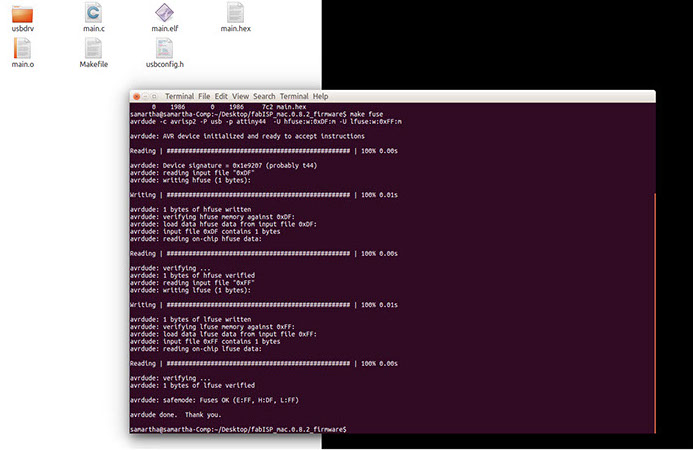 usbdrv
main.c
main.elf
main.hex
main.o
Makefile
usbconfig.h
Terminal File Edit View Search Terminal Help
0 1986 0 1986 7c2 main.hex
samartha@samartha-Comp:~/Desktop/fabISP_mac.0.8.2_firmware$ make fuse
avrdude -c avrisp2 -P usb -p attiny44 -U hfuse:w:0xDF:m -U lfuse:w:0xFF:m
avrdude: AVR device initialized and ready to accept instructions
Reading | ################################################## | 100% 0.00s
avrdude: Device signature = 0x1e9207 (probably t44)
avrdude: reading input file "0xDF"
avrdude: writing hfuse (1 bytes):
Writing | ################################################## | 100% 0.01s
avrdude: 1 bytes of hfuse written
avrdude: verifying hfuse memory against 0xDF:
avrdude: load data hfuse data from input file 0xDF:
avrdude: input file 0xDF contains 1 bytes
avrdude: reading on-chip hfuse data:
Reading | ################################################## | 100% 0.00s
avrdude: verifying ...
avrdude: 1 bytes of hfuse verified
avrdude: reading input file "0xFF"
avrdude: writing lfuse (1 bytes):
Writing | ################################################## | 100% 0.01s
avrdude: 1 bytes of lfuse written
avrdude: verifying lfuse memory against 0xFF:
avrdude: load data lfuse data from input file 0xFF:
avrdude: input file 0xFF contains 1 bytes
avrdude: reading on-chip lfuse data:
Reading | ################################################## | 100% 0.00s
avrdude: verifying ...
avrdude: 1 bytes of lfuse verified
avrdude: safemode: Fuses OK (E:FF, H:DF, L:FF)
avrdude done.  Thank you.
samartha@samartha-Comp:~/Desktop/fabISP_mac.0.8.2_firmware$